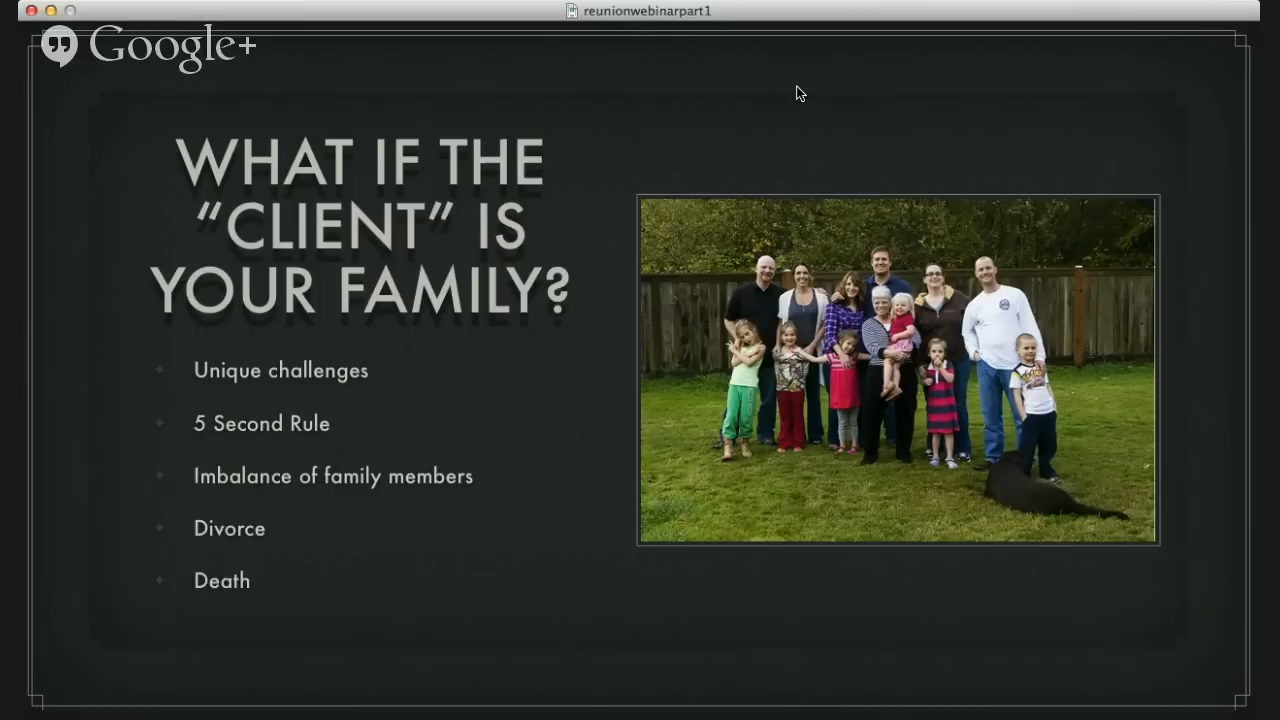 reunionwebinarpart1
Google+
WHAT IF THE
“CLIENT” IS
YOUR FAMILY?
Unique challenges
5 Second Rule
Imbalance of family members
Divorce
Death